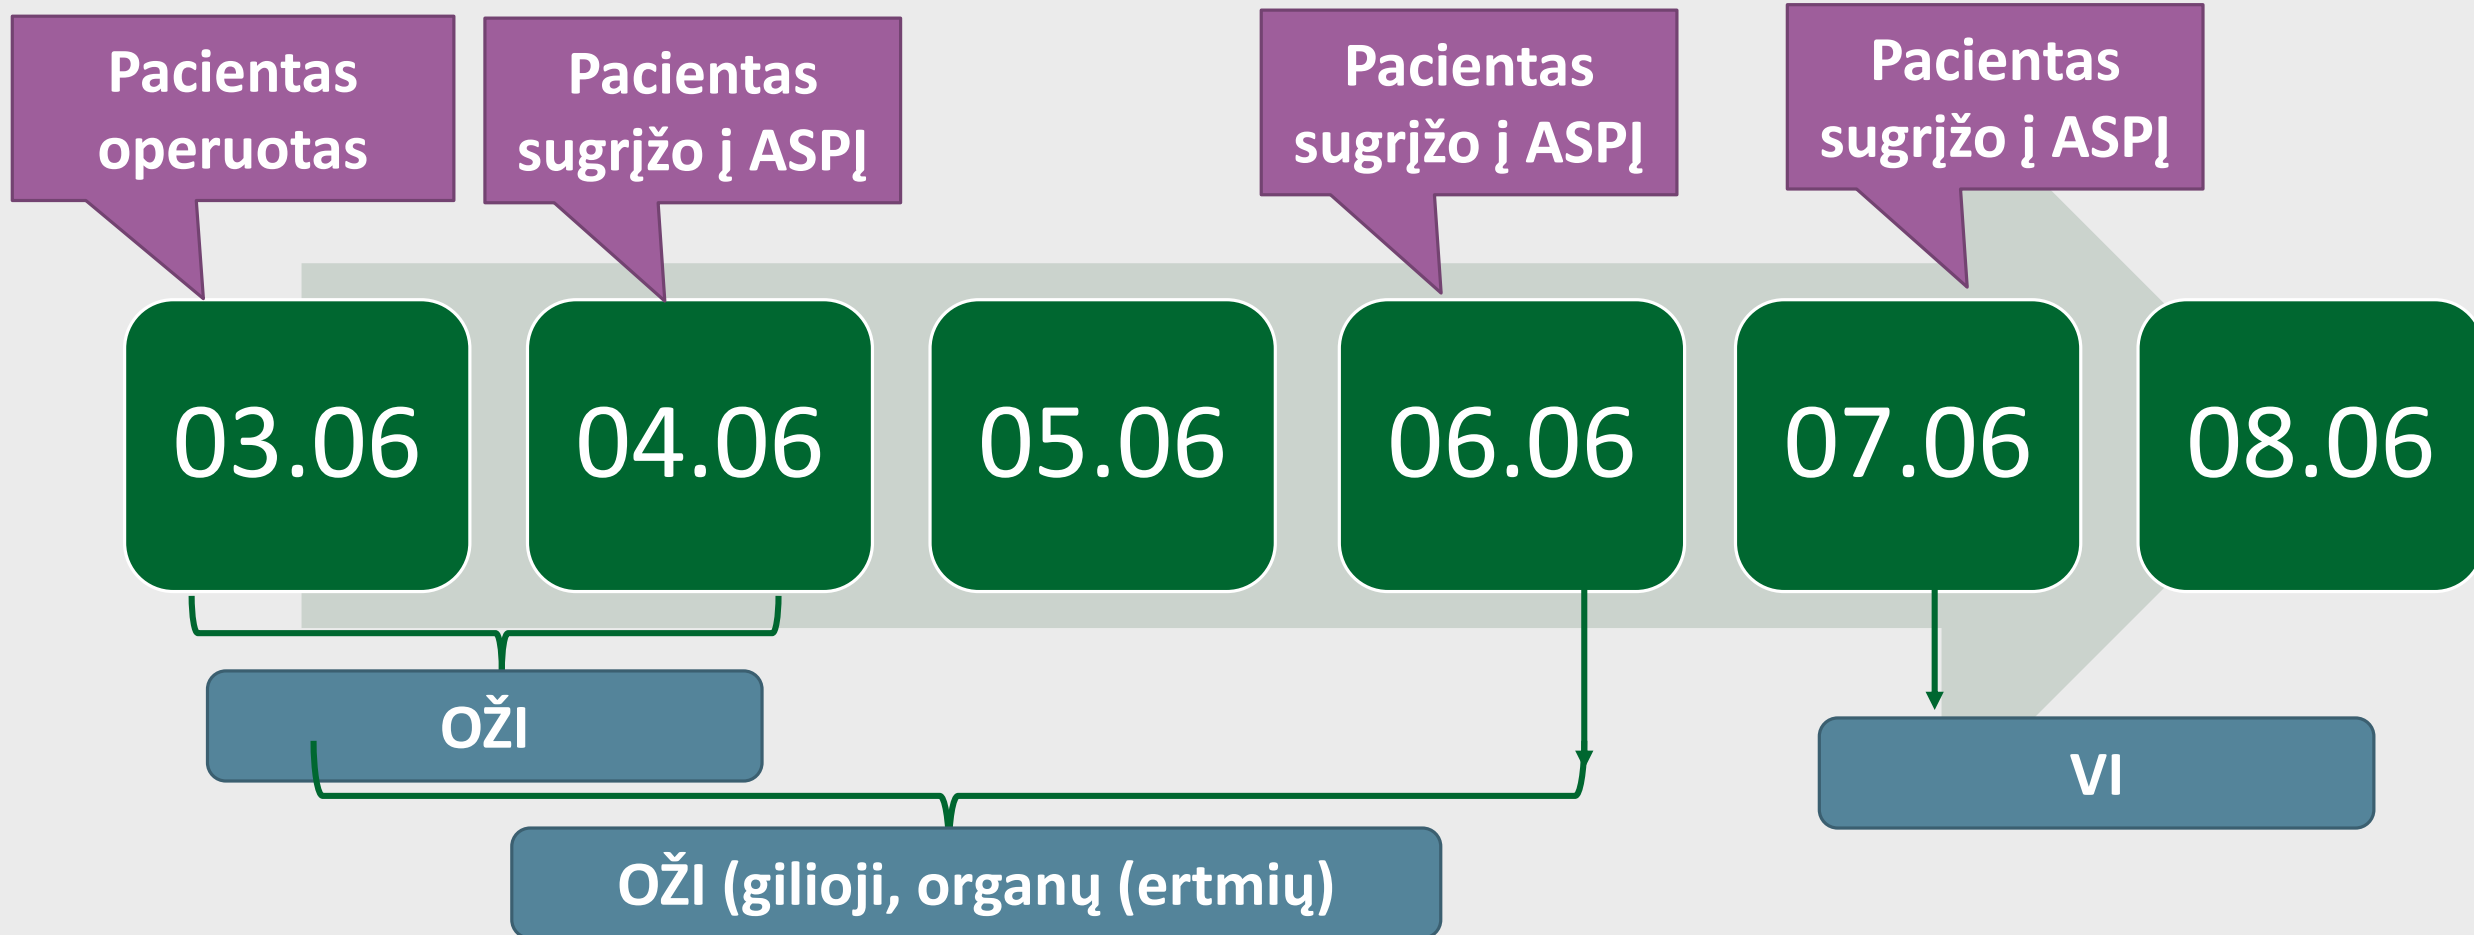 Pacientas
operuotas
Pacientas
sugrįžo į ASPĮ
Pacientas
sugrįžo į ASPĮ
Pacientas
sugrįžo į ASPĮ
03.06
04.06
05.06
06.06
07.06
08.06
OŽI
VI
OŽI (gilioji, organų (ertmių)